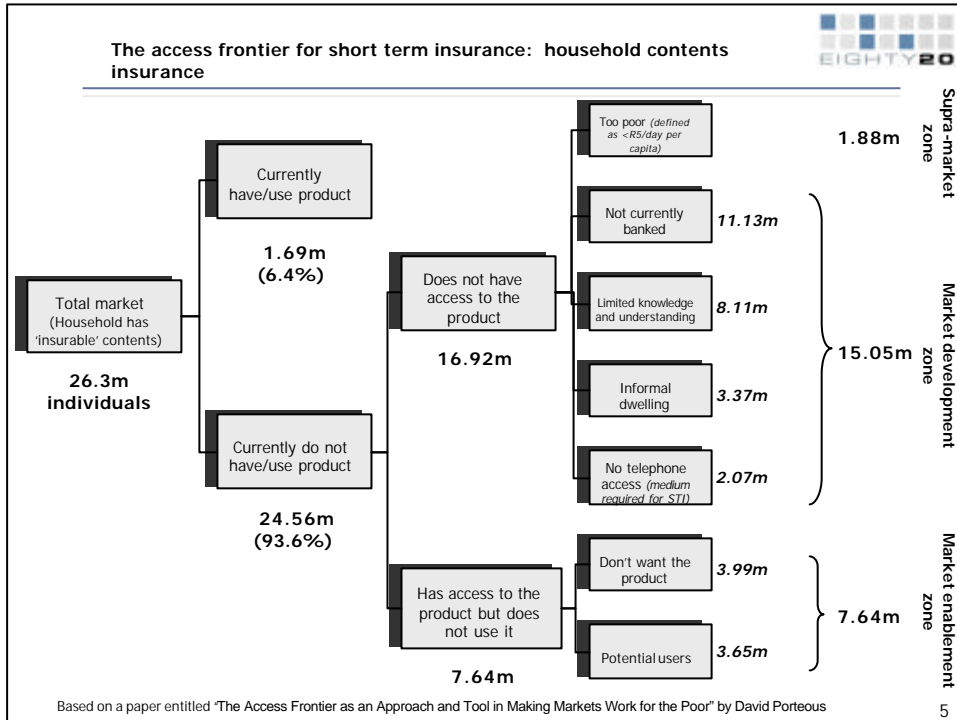 The access frontier for short term insurance: household contents
insurance
EIGHTY20
Total market
(Household has
'insurable' contents)
26.3m
individuals
Currently
have/use product
1.69m
(6.4%)
Currently do not
have/use product
24.56m
(93.6%)
Does not have
access to the
product
16.92m
Has access to the
product but does
not use it
7.64m
Too poor (defined
as <R5/day per
capita)
Not currently
banked
11.13m
Limited knowledge
and understanding
8.11m
Informal
dwelling
3.37m
No telephone
access (medium
required for STI)
2.07m
Don't want the
product
3.99m
Potential users
3.65m
1.88m
Supra-market
zone
15.05m
Market development
zone
7.64m
Market enablement
zone
Based on a paper entitled "The Access Frontier as an Approach and Tool in Making Markets Work for the Poor" by David Porteous
5